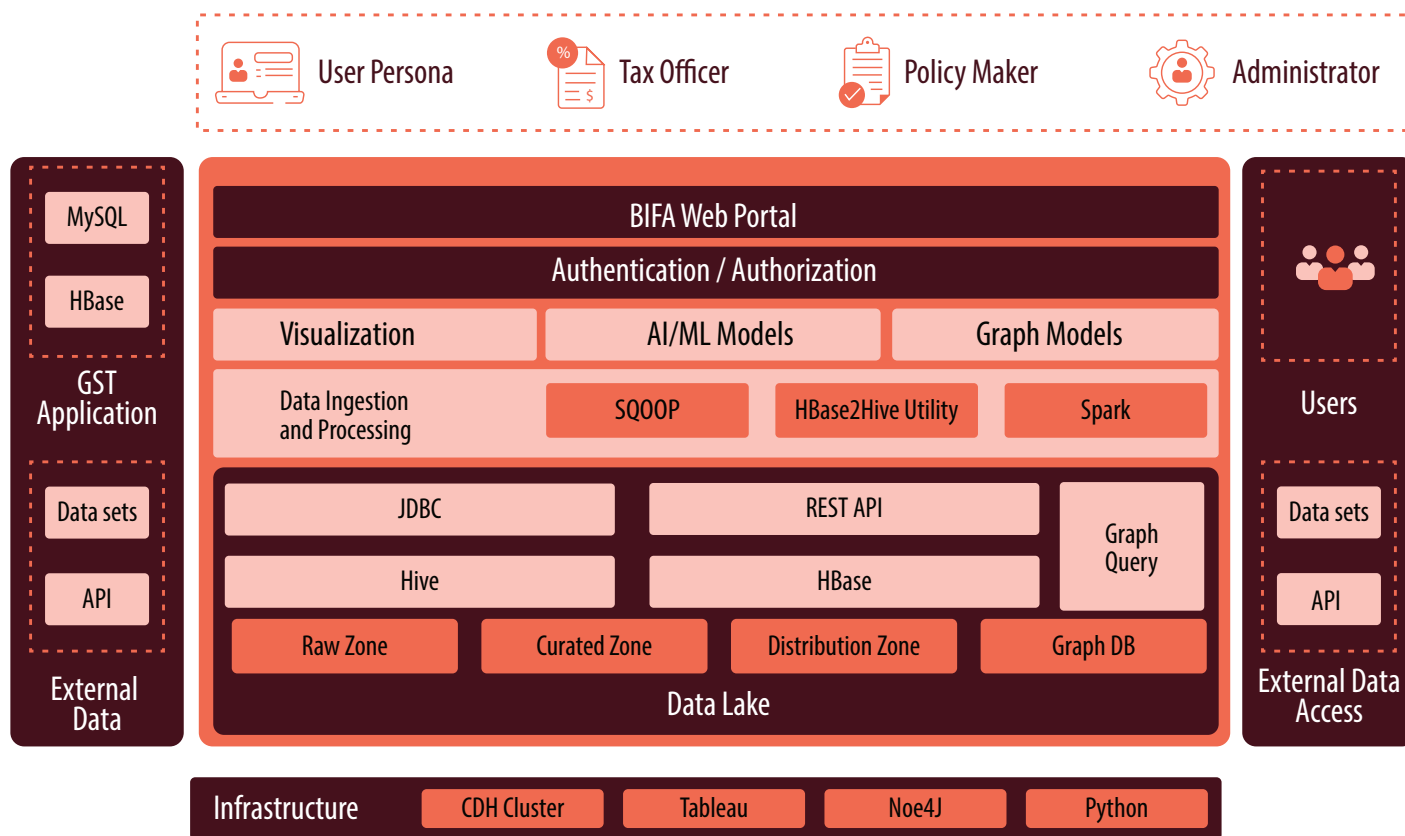 User Persona
Tax Officer
Policy Maker
Administrator
%
$
MySQL
HBase
GST
Application
Data sets
API
External
Data
BIFA Web Portal
Authentication / Authorization
Visualization
AI/ML Models
Graph Models
Data Ingestion
and Processing
SQOOP
HBase2Hive Utility
Spark
JDBC
REST API
Graph
Query
Hive
HBase
Raw Zone
Curated Zone
Distribution Zone
Graph DB
Data Lake
Users
Data sets
API
External Data
Access
Infrastructure
CDH Cluster
Tableau
Noe4J
Python